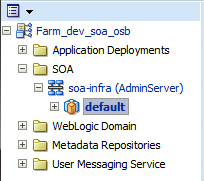 Farm_dev_soa_osb
Application Deployments
SOA
soa-infra (AdminServer)
default
WebLogic Domain
Metadata Repositories
User Messaging Service